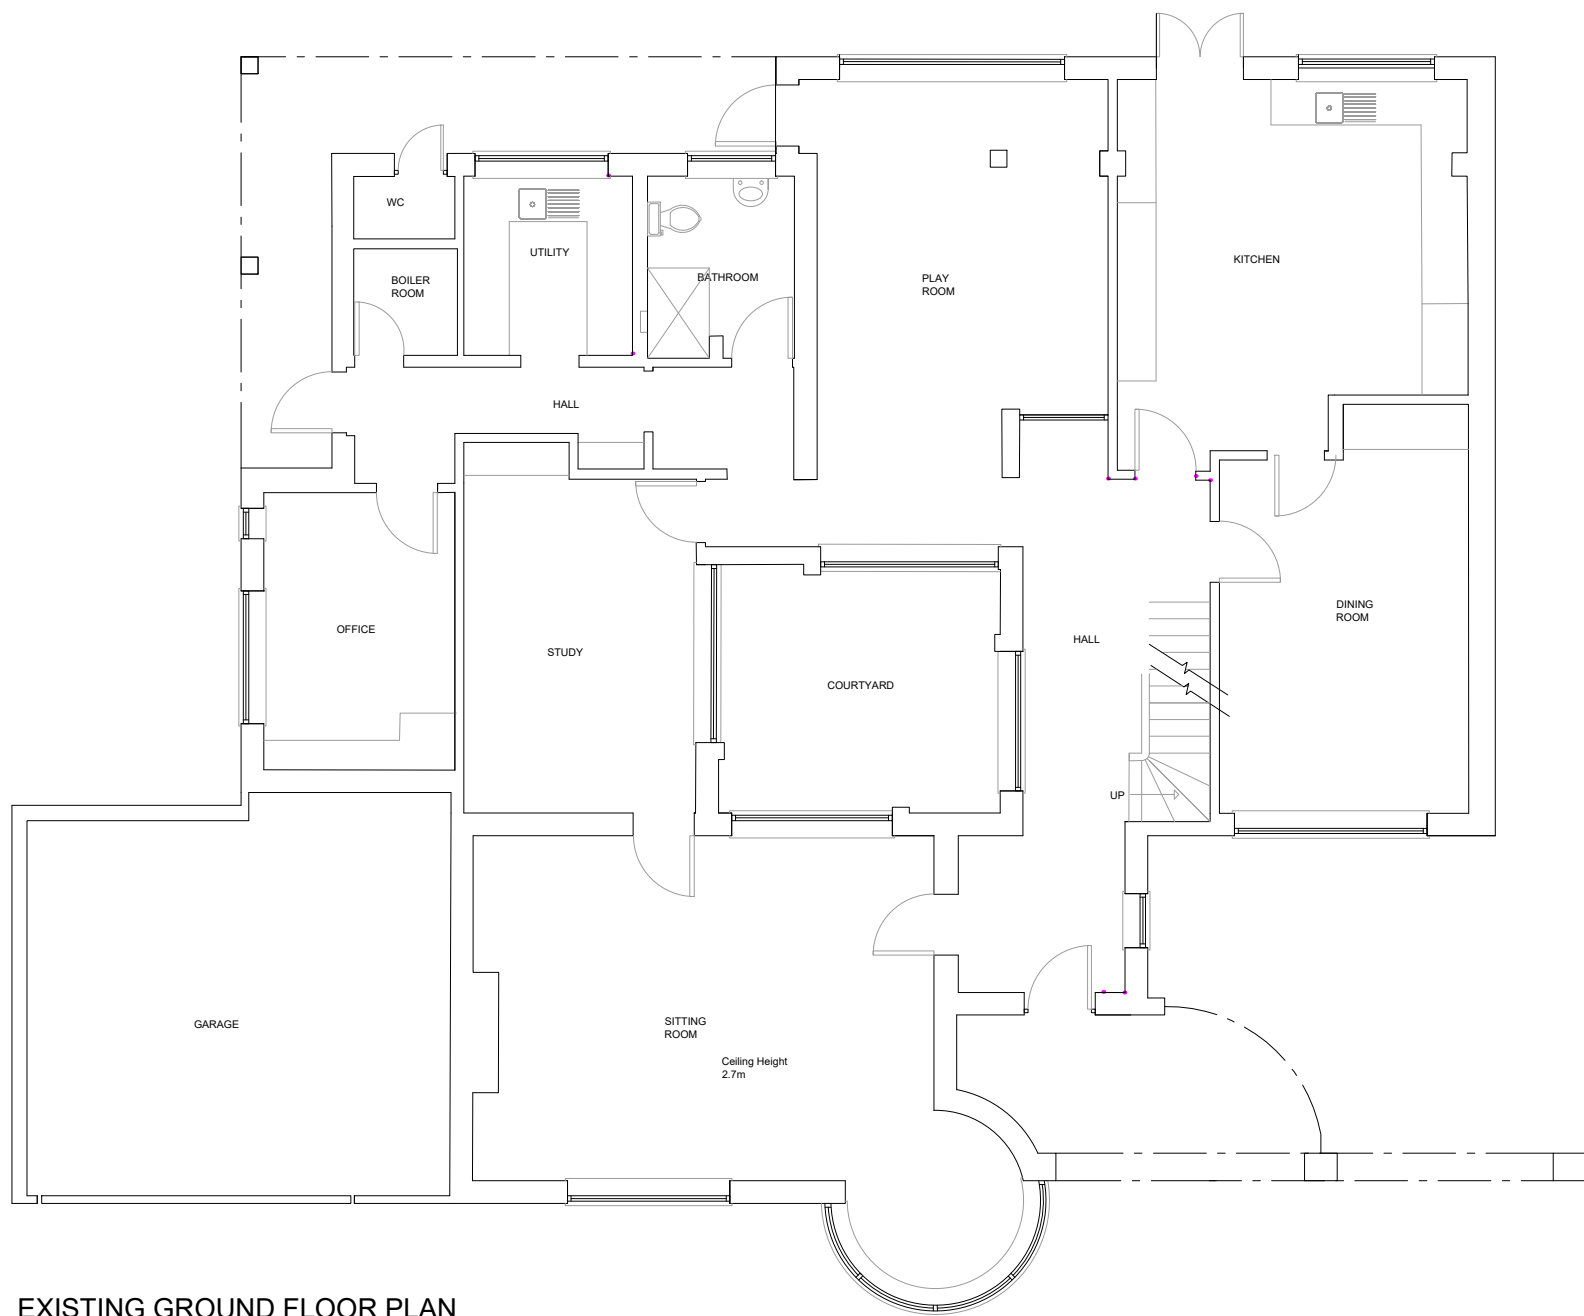 WC
UTILITY
BOILER
ROOM
BATHROOM
PLAY
ROOM
KITCHEN
HALL
OFFICE
STUDY
COURTYARD
HALL
DINING
ROOM
UP
GARAGE
SITTING
ROOM
Ceiling Height
2.7m
EXISTING GROUND FLOOR PLAN